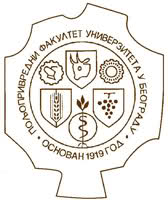 ПОЉОПРИВРЕДНИ ФАКУЛТЕТ УНИВЕРЗИТЕТА У БЕОГРАДУ
ОСНОВАН 1919 ГОД.